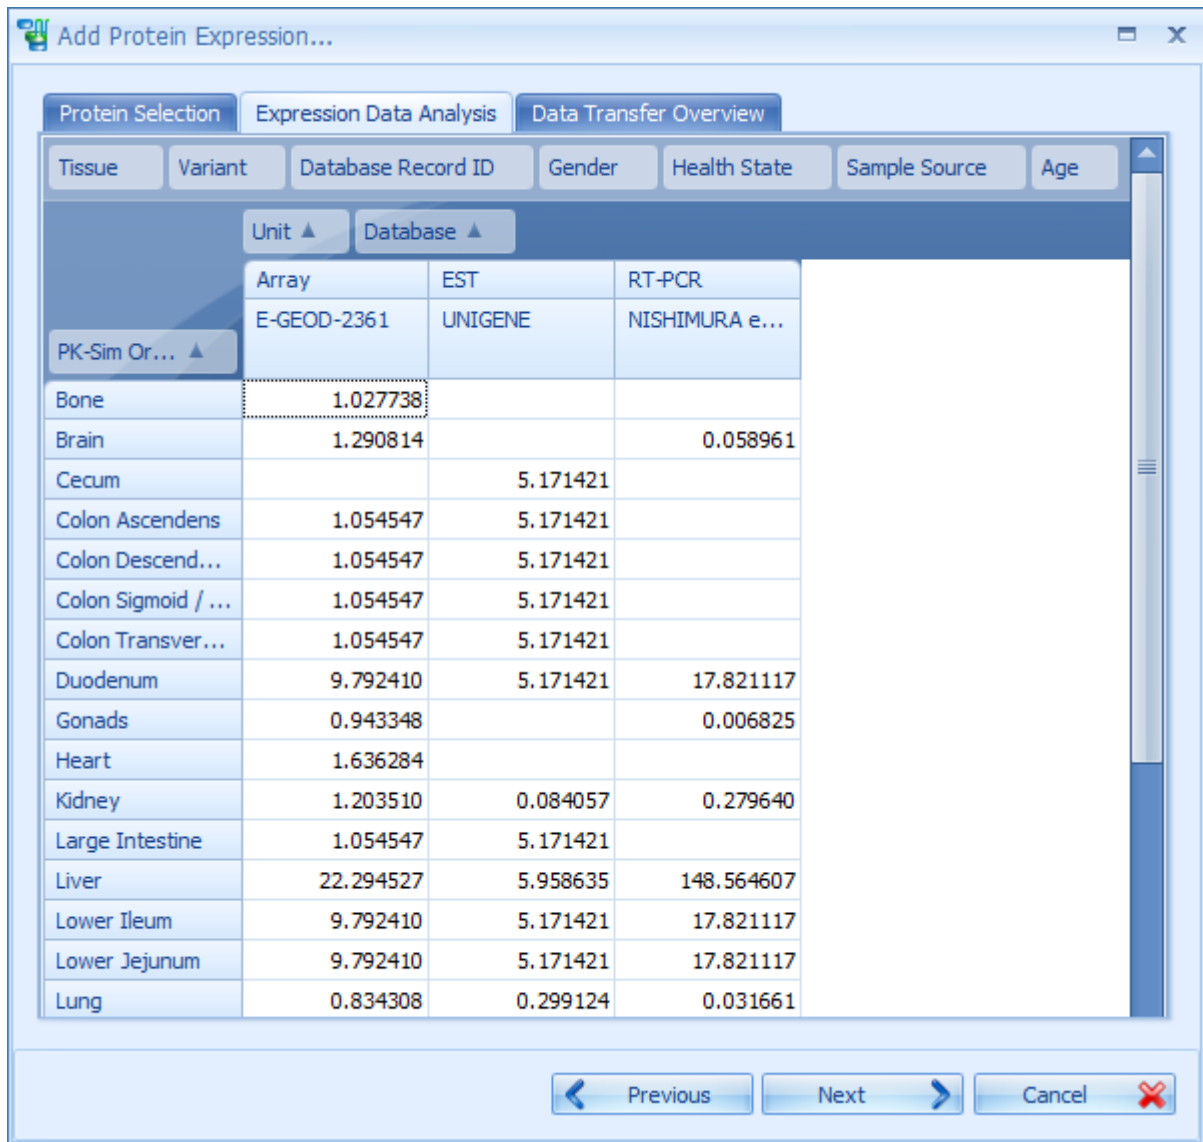 Add Protein Expression...
Protein Selection Expression Data Analysis Data Transfer Overview
Tissue Variant Database Record ID Gender Health State Sample Source Age
Unit Database
Array EST RT-PCR
E-GEOD-2361 UNIGENE NISHIMURA e...
PK-Sim Or...
Bone 1.027738
Brain 1.290814 0.058961
Cecum 5.171421
Colon Ascendens 1.054547 5.171421
Colon Descend... 1.054547 5.171421
Colon Sigmoid / ... 1.054547 5.171421
Colon Transver... 1.054547 5.171421
Duodenum 9.792410 5.171421 17.821117
Gonads 0.943348 0.006825
Heart 1.636284
Kidney 1.203510 0.084057 0.279640
Large Intestine 1.054547 5.171421
Liver 22.294527 5.958635 148.564607
Lower Ileum 9.792410 5.171421 17.821117
Lower Jejunum 9.792410 5.171421 17.821117
Lung 0.834308 0.299124 0.031661
Previous Next Cancel